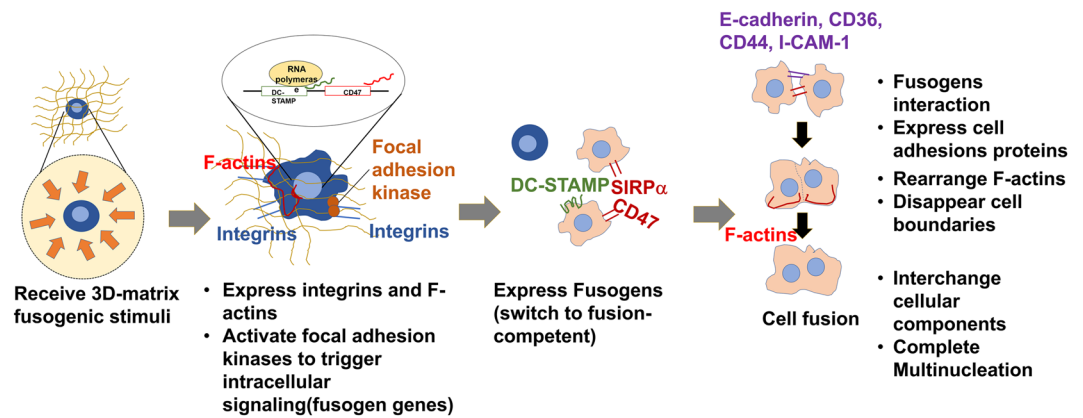 E-cadherin, CD36,
CD44, I-CAM-1
RNA
polymeras
e
DC-
STAMP
CD47
F-actins
Focal
adhesion
kinase
Integrins
Integrins
DC-STAMP
SIRPα
CD47
F-actins
Receive 3D-matrix
fusogenic stimuli
• Express integrins and F-
actins
• Activate focal adhesion
kinases to trigger
intracellular
signaling(fusogen genes)
Express Fusogens
(switch to fusion-
competent)
Cell fusion
• Fusogens
interaction
• Express cell
adhesions proteins
• Rearrange F-actins
• Disappear cell
boundaries
• Interchange
cellular
components
• Complete
Multinucleation